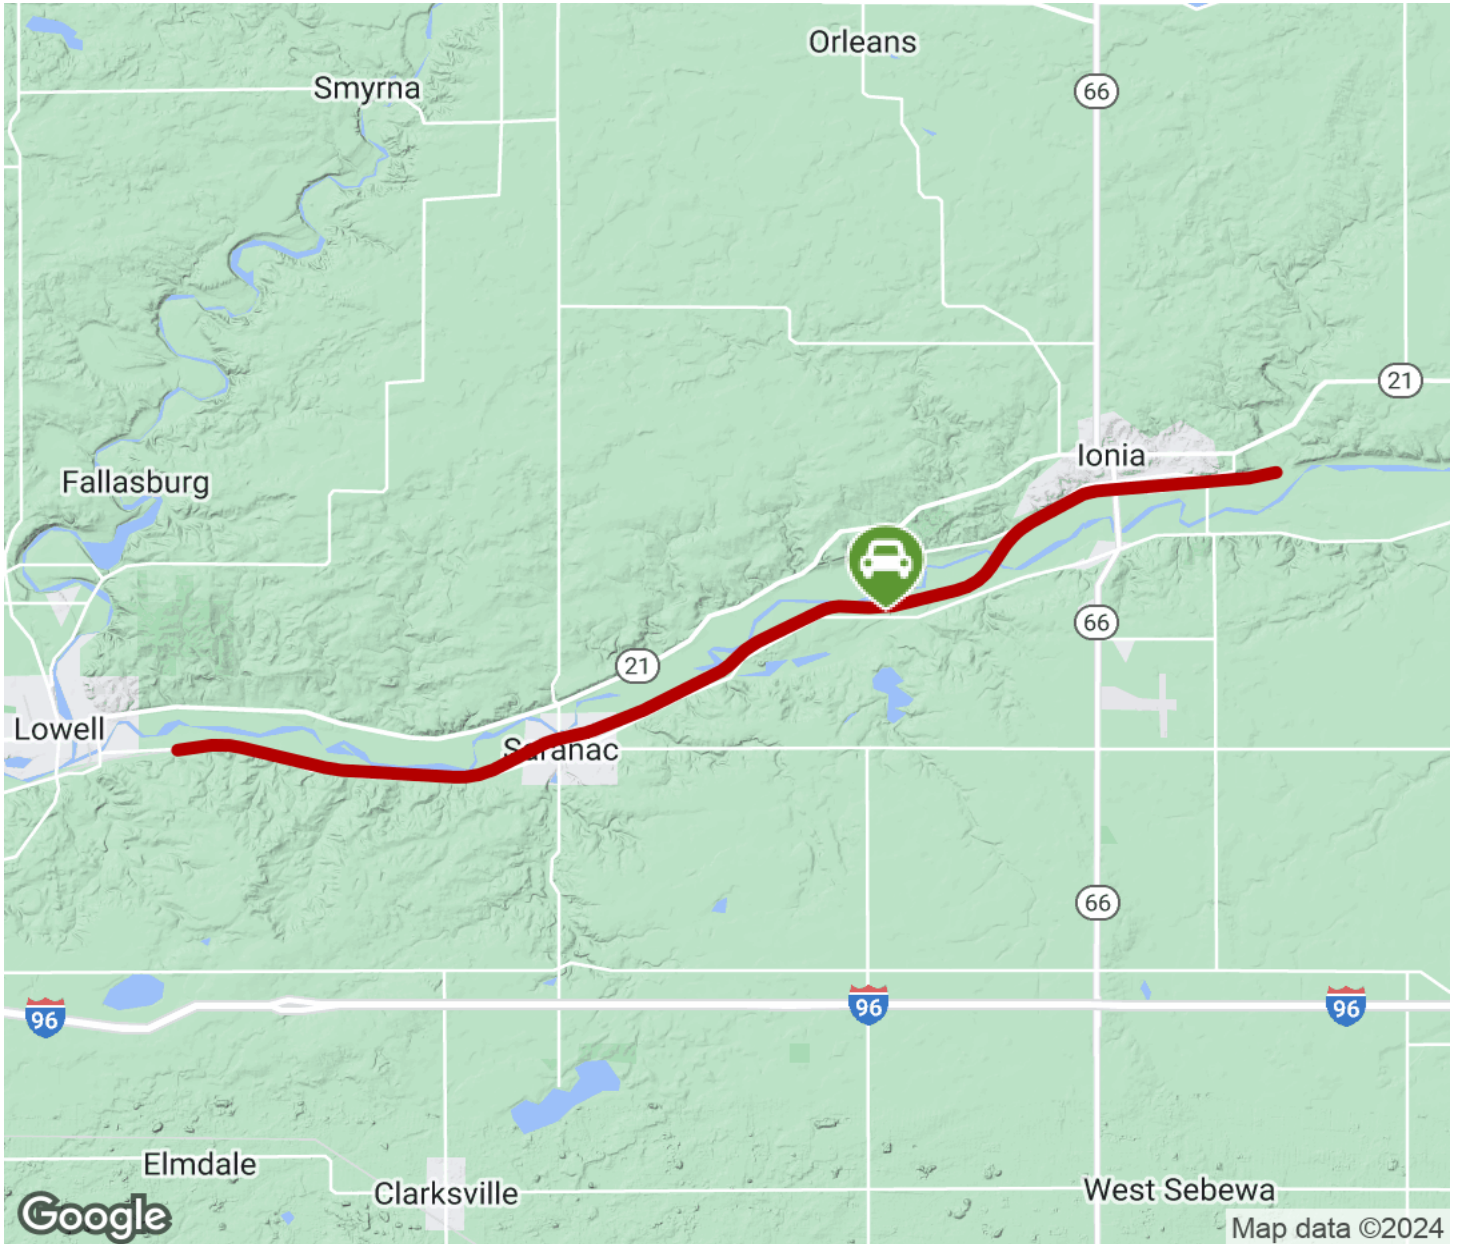 Orleans
Smyrna
66
21
Ionia
Fallasburg
66
21
Lowell
Saranac
66
96
96
96
Elmdale
Clarksville
West Sebewa
Google
Map data ©2024